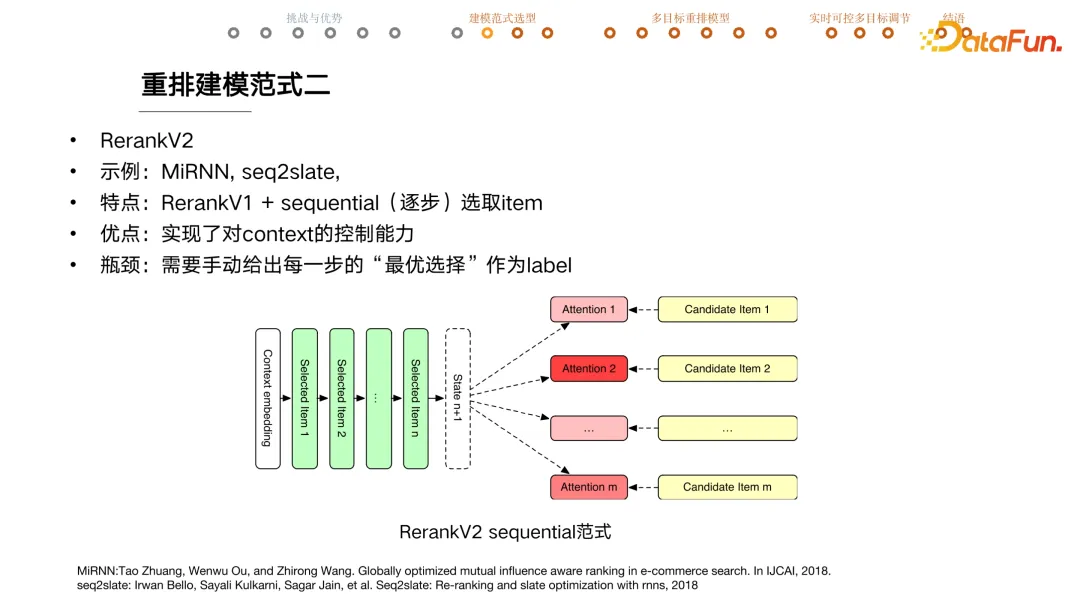 挑战与优势
建模范式选型
多目标重排模型
实时可控多目标调节
结语
DataFun.
重排建模范式二
• RerankV2
• 示例：MiRNN, seq2slate,
• 特点：RerankV1 + sequential（逐步）选取item
• 优点：实现了对context的控制能力
• 瓶颈：需要手动给出每一步的“最优选择”作为label
Context embedding
Selected Item 1
Selected Item 2
...
Selected Item n
State n+1
Attention 1
Candidate Item 1
Attention 2
Candidate Item 2
...
...
Attention m
Candidate Item m
RerankV2 sequential范式
MiRNN:Tao Zhuang, Wenwu Ou, and Zhirong Wang. Globally optimized mutual influence aware ranking in e-commerce search. In IJCAI, 2018.
seq2slate: Irwan Bello, Sayali Kulkarni, Sagar Jain, et al. Seq2slate: Re-ranking and slate optimization with rnns, 2018